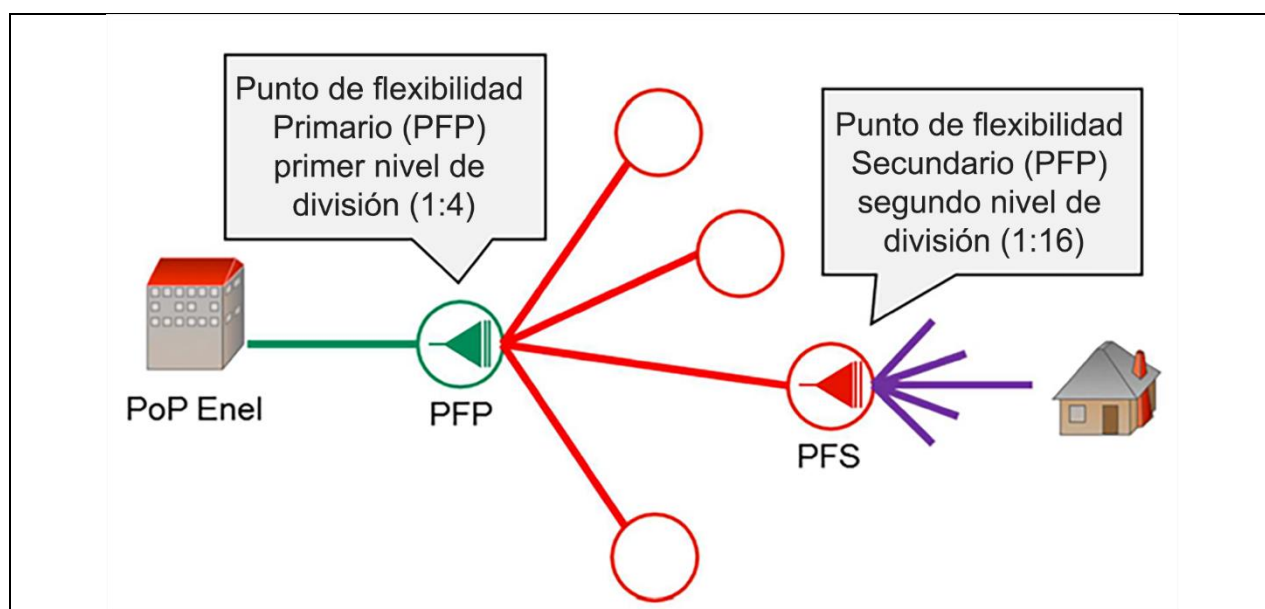 Punto de flexibilidad
Primario (PFP)
primer nivel de
división (1:4)
Punto de flexibilidad
Secundario (PFP)
segundo nivel de
división (1:16)
PoP Enel
PFP
PFS